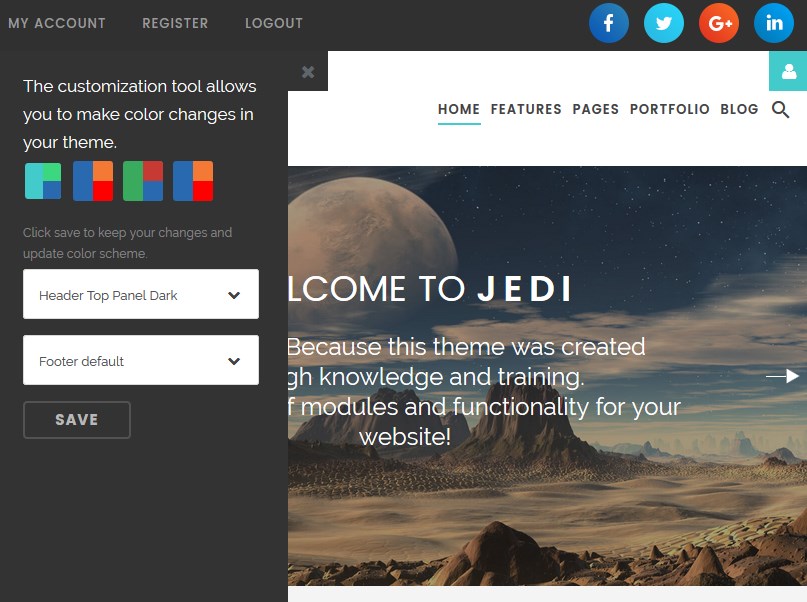 MY ACCOUNT REGISTER LOGOUT
f G+ in
The customization tool allows
you to make color changes in
your theme.
Click save to keep your changes and
update color scheme.
Header Top Panel Dark
Footer default
SAVE
HOME FEATURES PAGES PORTFOLIO BLOG
LCOME TO JEDI
Because this theme was created
gh knowledge and training.
f modules and functionality for your
website!